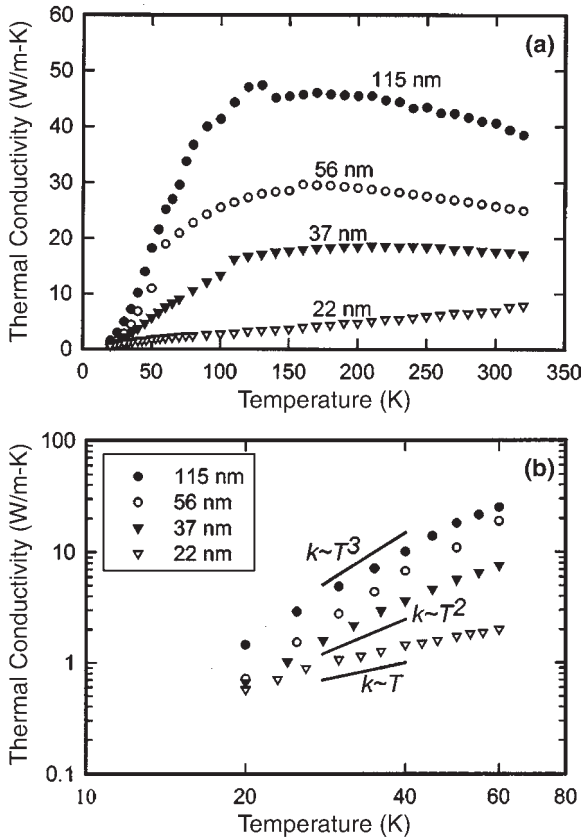 Thermal Conductivity (W/m-K)
60
50
40
30
20
10
0
(a)
115 nm
56 nm
37 nm
22 nm
0 50 100 150 200 250 300 350
Temperature (K)
Thermal Conductivity (W/m-K)
100
10
1
0.1
(b)
115 nm
56 nm
37 nm
22 nm
k~T³
k~T²
k~T
10 20 40 60 80
Temperature (K)